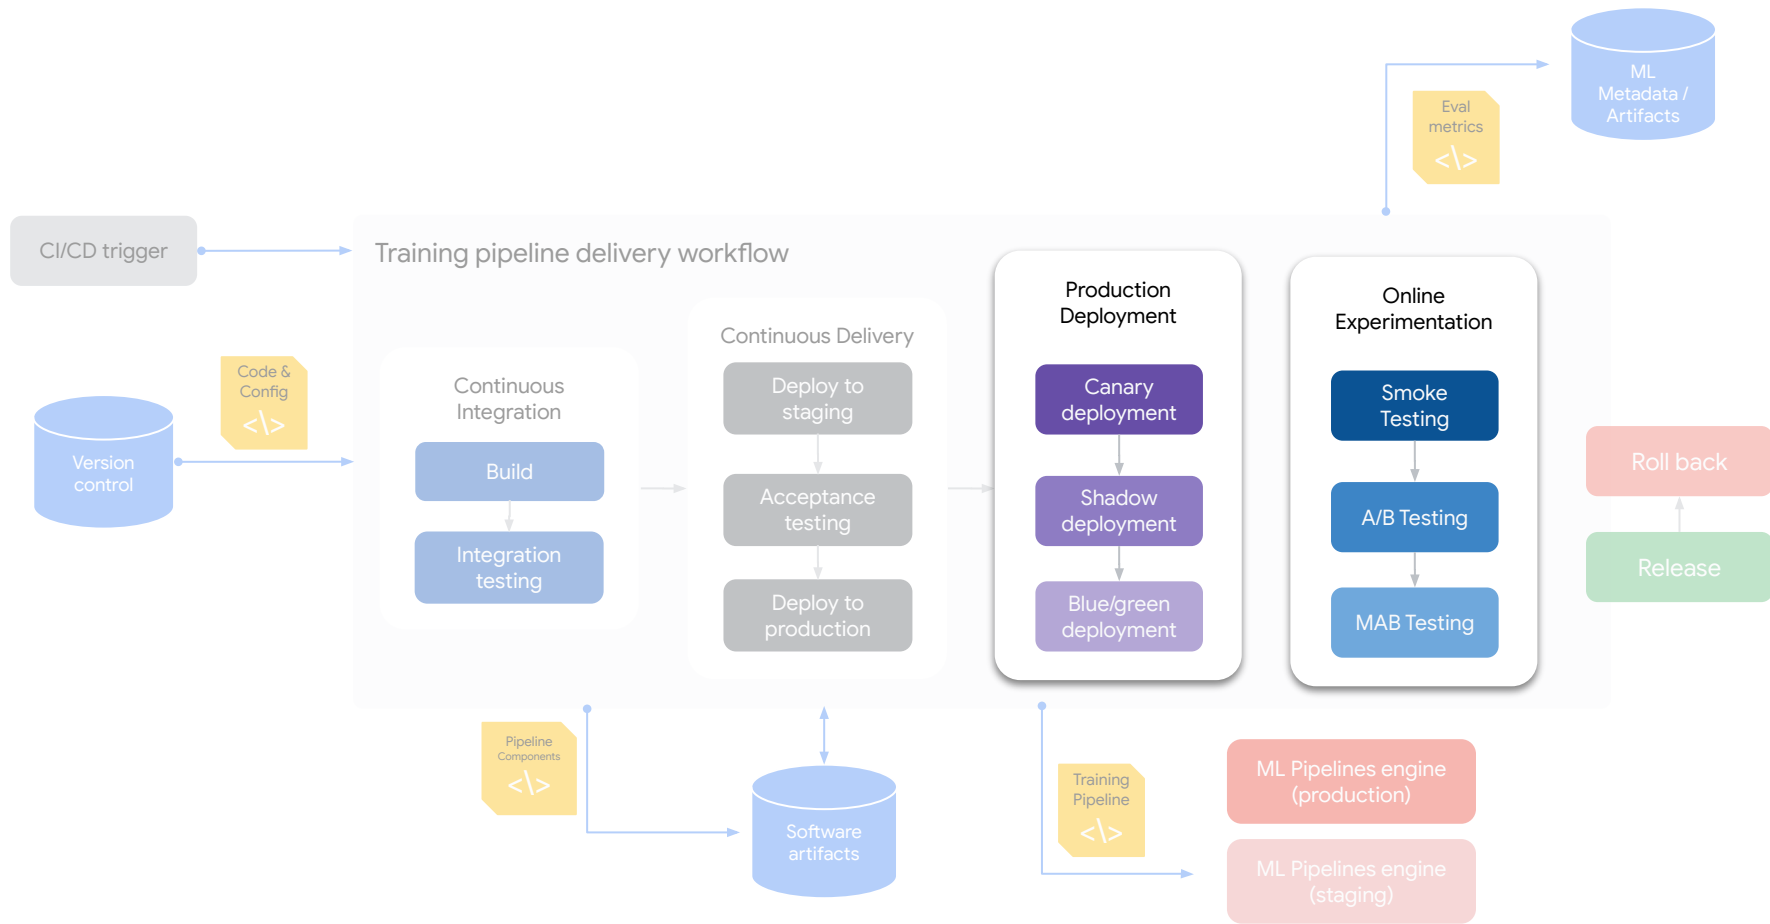 ML
Metadata /
Artifacts
Eval
metrics
</\>
CI/CD trigger
Training pipeline delivery workflow
Code &
Config
</\>
Version
control
Continuous
Integration
Build
Integration
testing
Continuous Delivery
Deploy to
staging
Acceptance
testing
Deploy to
production
Production
Deployment
Canary
deployment
Shadow
deployment
Blue/green
deployment
Online
Experimentation
Smoke
Testing
A/B Testing
MAB Testing
Roll back
Release
Pipeline
Components
</\>
Software
artifacts
Training
Pipeline
</\>
ML Pipelines engine
(production)
ML Pipelines engine
(staging)